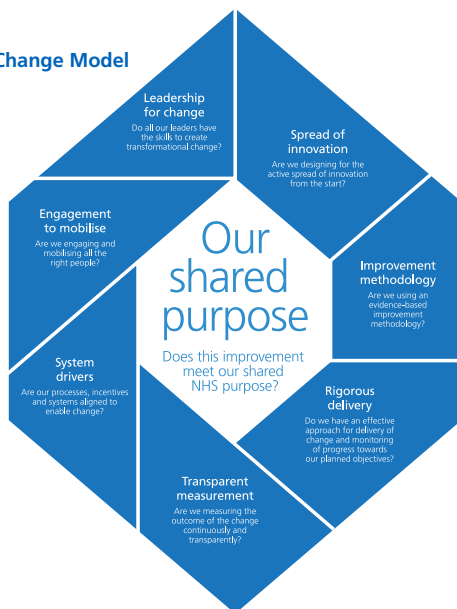 Change Model
Leadership
for change
Do all our leaders have
the skills to create
transformational change?
Spread of
innovation
Are we designing for the
active spread of innovation
from the start?
Engagement
to mobilise
Are we engaging and
mobilising all the
right people?
Our
shared
purpose
Does this improvement
meet our shared
NHS purpose?
Improvement
methodology
Are we using an
evidence-based
improvement
methodology?
System
drivers
Are our processes, incentives
and systems aligned to
enable change?
Rigorous
delivery
Do we have an effective
approach for delivery of
change and monitoring
of progress towards
our planned objectives?
Transparent
measurement
Are we measuring the
outcome of the change
continuously and
transparently?